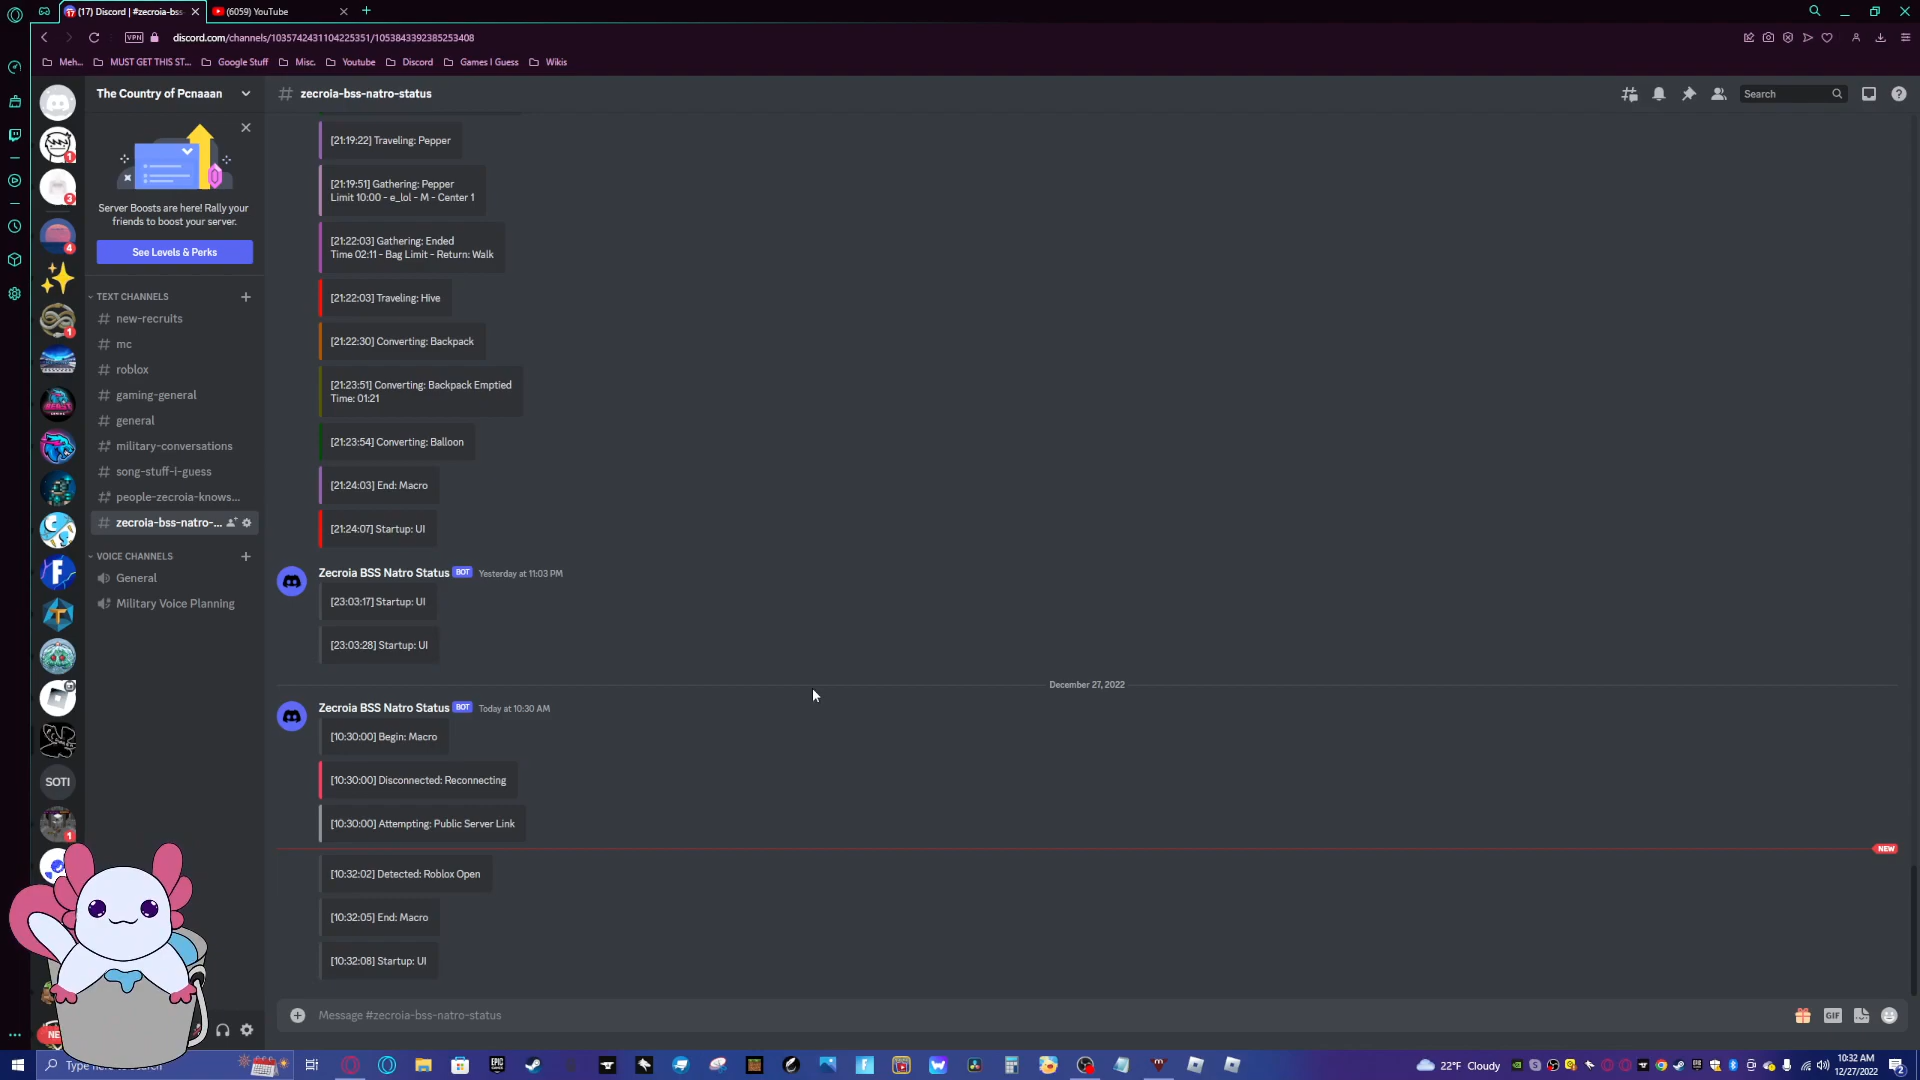 (17) Discord | #zecroia-bss-
(6059) YouTube
VPN
discord.com/channels/1035742431104225351/1053843392385253408
Meh...
MUST GET THIS ST...
Google Stuff
Misc.
Youtube
Discord
Games I Guess
Wikis
The Country of Pcnaaan
zecroia-bss-natro-status
Search
Server Boosts are here! Rally your
friends to boost your server.
See Levels & Perks
TEXT CHANNELS
new-recruits
mc
roblox
gaming-general
general
military-conversations
song-stuff-i-guess
people-zecroia-knows...
zecroia-bss-natro-...
VOICE CHANNELS
General
Military Voice Planning
1
3
4
1
SOTI
1
[21:19:22] Traveling: Pepper
[21:19:51] Gathering: Pepper
Limit 10:00 - e_lol - M - Center 1
[21:22:03] Gathering: Ended
Time 02:11 - Bag Limit - Return: Walk
[21:22:03] Traveling: Hive
[21:22:30] Converting: Backpack
[21:23:51] Converting: Backpack Emptied
Time: 01:21
[21:23:54] Converting: Balloon
[21:24:03] End: Macro
[21:24:07] Startup: UI
Zecroia BSS Natro Status BOT Yesterday at 11:03 PM
[23:03:17] Startup: UI
[23:03:28] Startup: UI
December 27, 2022
Zecroia BSS Natro Status BOT Today at 10:30 AM
[10:30:00] Begin: Macro
[10:30:00] Disconnected: Reconnecting
[10:30:00] Attempting: Public Server Link
NEW
[10:32:02] Detected: Roblox Open
[10:32:05] End: Macro
[10:32:08] Startup: UI
Message #zecroia-bss-natro-status
GIF
22°F Cloudy
10:32 AM
12/27/2022